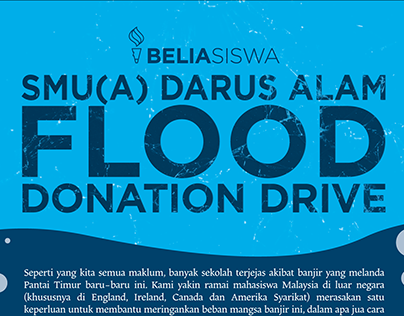 BELIASISWA
SMU(A) DARUS ALAM
FLOOD
DONATION DRIVE
Seperti yang kita semua maklum, banyak sekolah terjejas akibat banjir yang melanda
Pantai Timur baru-baru ini. Kami yakin ramai mahasiswa Malaysia di luar negara
(khususnya di England, Ireland, Canada dan Amerika Syarikat) merasakan satu
keperluan untuk membantu meringankan beban mangsa banjir ini, dalam apa jua cara